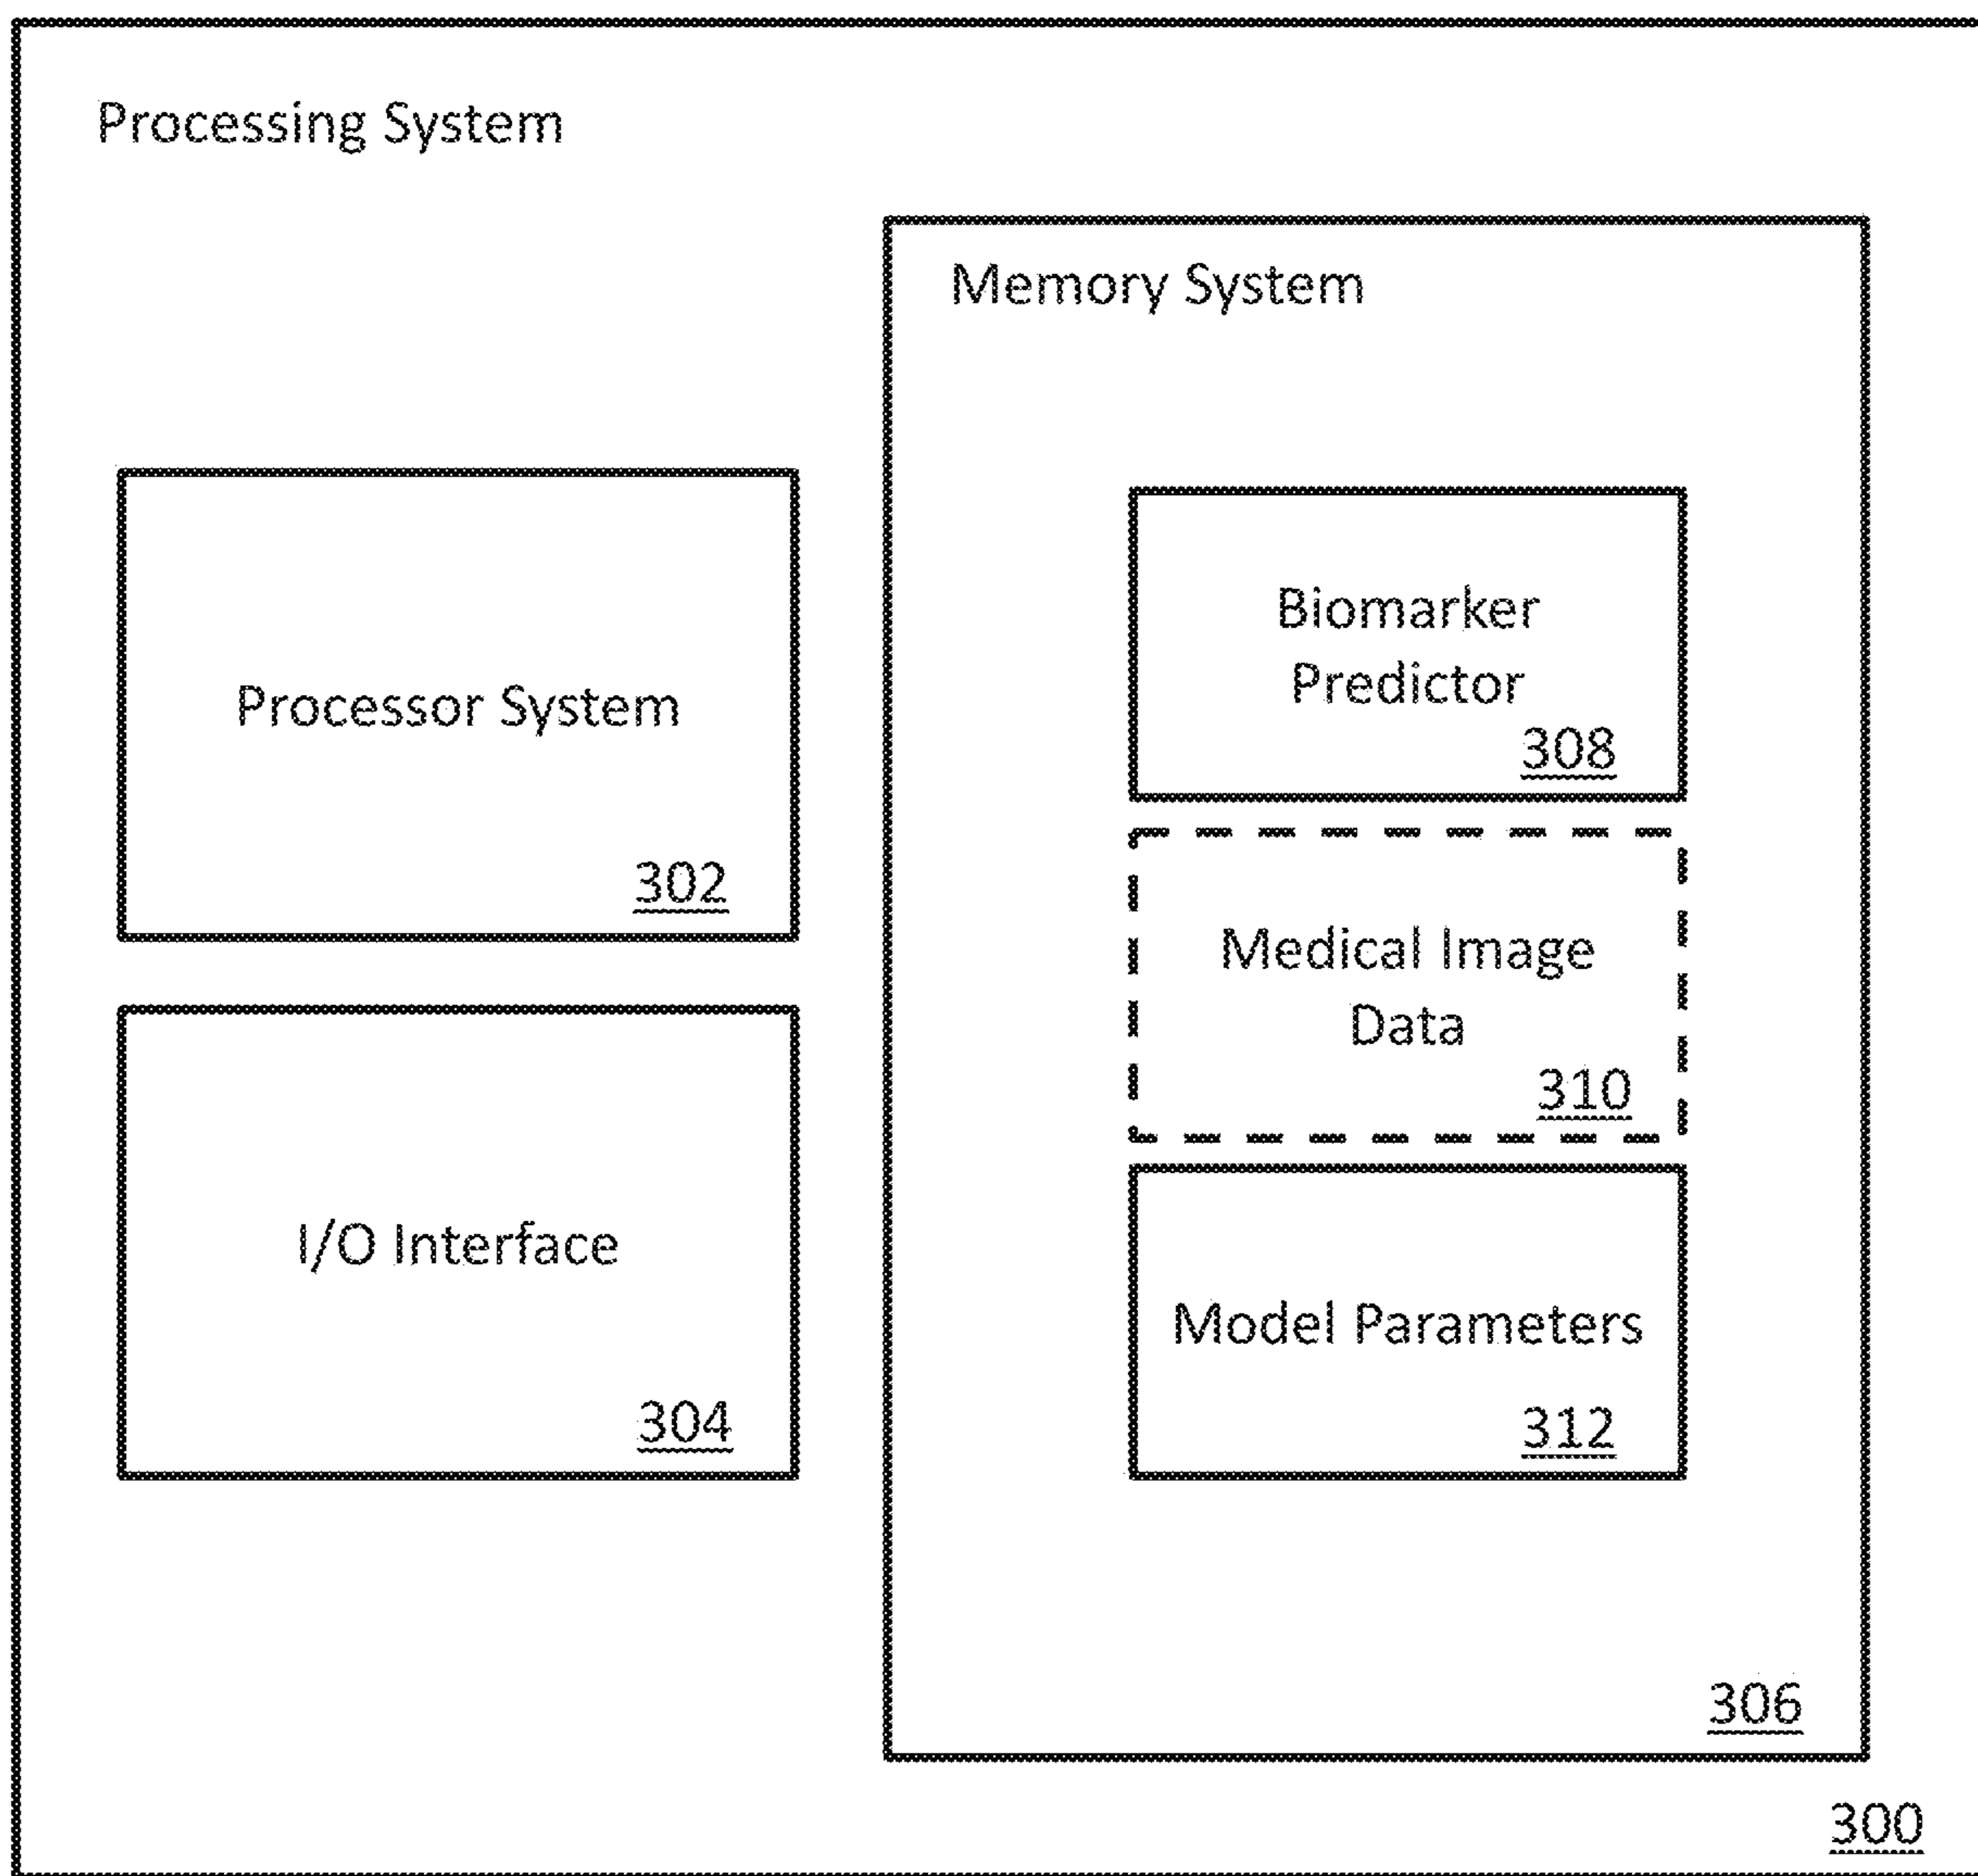 Processing System
Processor System
302
I/O Interface
304
Memory System
Biomarker
Predictor
308
Medical Image
Data
310
Model Parameters
312
306
300